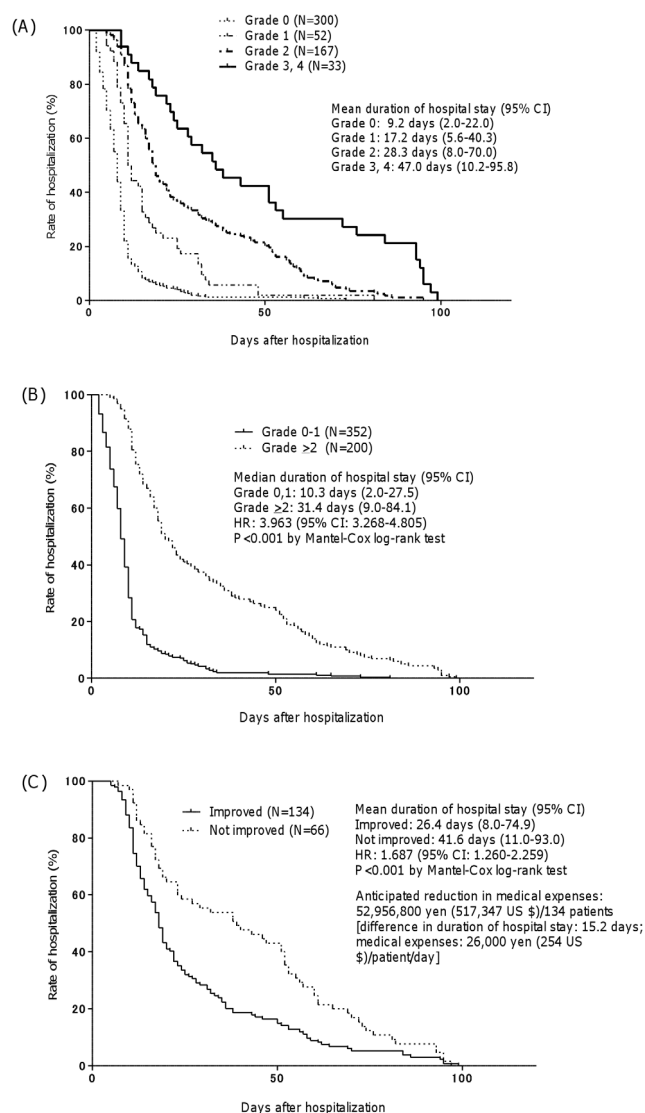 (A)
Grade 0 (N=300)
Grade 1 (N=52)
Grade 2 (N=167)
Grade 3, 4 (N=33)
Mean duration of hospital stay (95% CI)
Grade 0: 9.2 days (2.0-22.0)
Grade 1: 17.2 days (5.6-40.3)
Grade 2: 28.3 days (8.0-70.0)
Grade 3, 4: 47.0 days (10.2-95.8)
Rate of hospitalization (%)
100
80
60
40
20
0
0 50 100
Days after hospitalization
(B)
Grade 0-1 (N=352)
Grade ≥2 (N=200)
Median duration of hospital stay (95% CI)
Grade 0,1: 10.3 days (2.0-27.5)
Grade ≥2: 31.4 days (9.0-84.1)
HR: 3.963 (95% CI: 3.268-4.805)
P<0.001 by Mantel-Cox log-rank test
Rate of hospitalization (%)
100
80
60
40
20
0
0 50 100
Days after hospitalization
(C)
Improved (N=134)
Not improved (N=66)
Mean duration of hospital stay (95% CI)
Improved: 26.4 days (8.0-74.9)
Not improved: 41.6 days (11.0-93.0)
HR: 1.687 (95% CI: 1.260-2.259)
P<0.001 by Mantel-Cox log-rank test
Anticipated reduction in medical expenses:
52,956,800 yen (517,347 US $)/134 patients
[difference in duration of hospital stay: 15.2 days;
medical expenses: 26,000 yen (254 US
$)/patient/day]
Rate of hospitalization (%)
100
80
60
40
20
0
0 50 100
Days after hospitalization